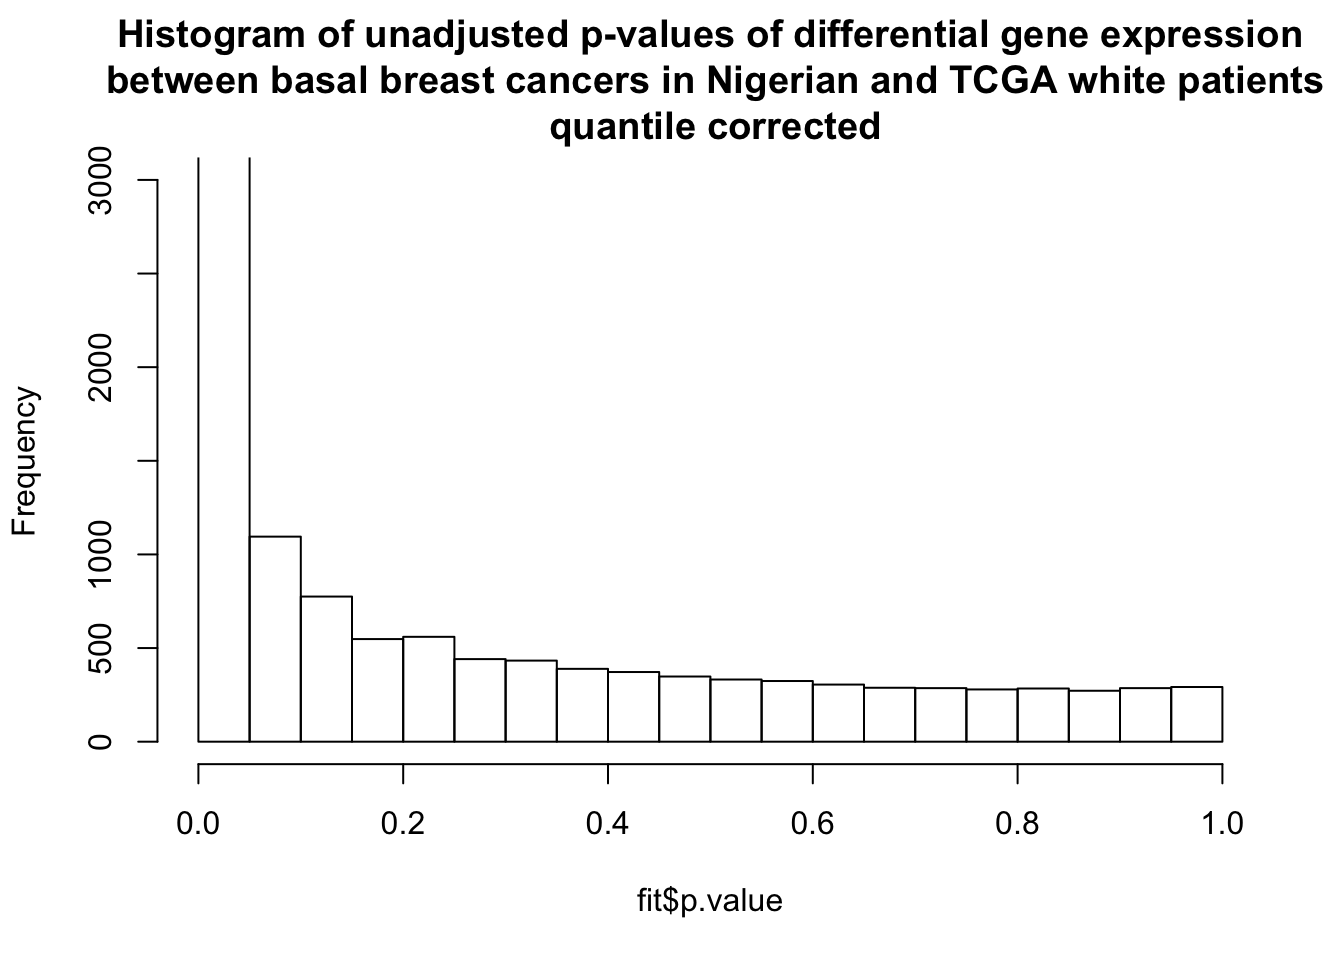 Histogram of unadjusted p-values of differential gene expression
between basal breast cancers in Nigerian and TCGA white patients
quantile corrected
3000
2000
1000
500
0
Frequency
0.0 0.2 0.4 0.6 0.8 1.0
fit$p.value